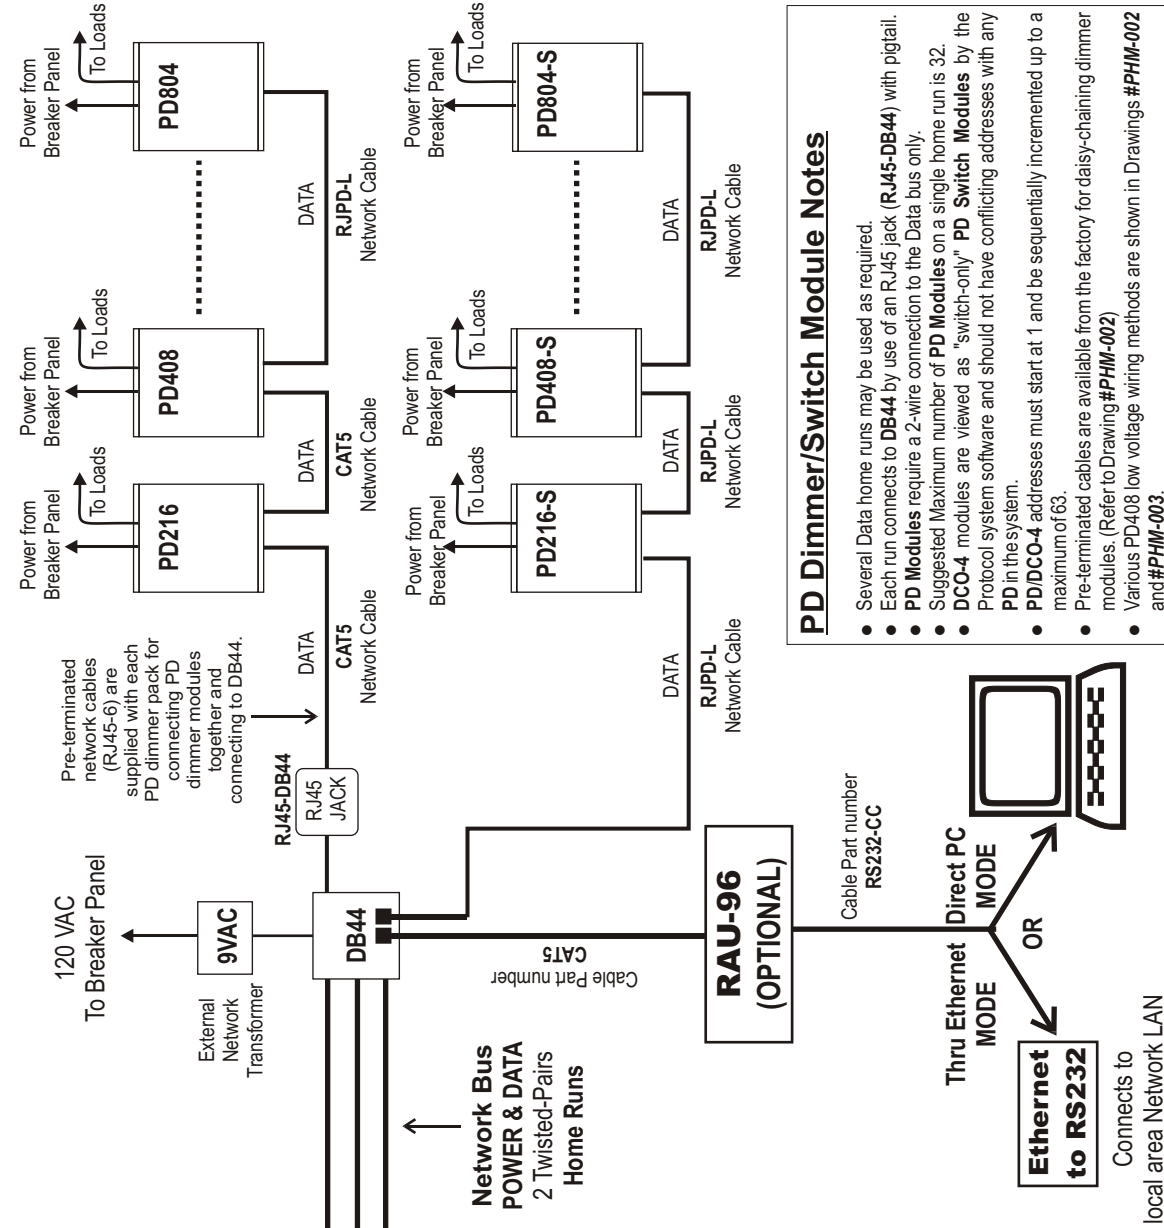 Power from
Breaker Panel
To Loads
PD216
Power from
Breaker Panel
To Loads
PD408
Power from
Breaker Panel
To Loads
PD804
Pre-terminated
network cables
(RJ45-6) are
supplied with each
PD dimmer pack for
connecting PD
dimmer modules
together and
connecting to DB44.
DATA
CAT5
Network Cable
DATA
CAT5
Network Cable
DATA
RJPD-L
Network Cable
120 VAC
To Breaker Panel
External
Network
Transformer
9VAC
RJ45-DB44
RJ45
JACK
DB44
Power from
Breaker Panel
To Loads
PD216-S
Power from
Breaker Panel
To Loads
PD408-S
Power from
Breaker Panel
To Loads
PD804-S
DATA
RJPD-L
Network Cable
DATA
RJPD-L
Network Cable
DATA
RJPD-L
Network Cable
Network Bus
POWER & DATA
2 Twisted-Pairs
Home Runs
Cable Part number
CAT5
RAU-96
(OPTIONAL)
Cable Part number
RS232-CC
Thru Ethernet
MODE
Direct PC
MODE
OR
Ethernet
to RS232
Connects to
local area Network LAN
PD Dimmer/Switch Module Notes
● Several Data home runs may be used as required.
● Each run connects to DB44 by use of an RJ45 jack (RJ45-DB44) with pigtail.
● PD Modules require a 2-wire connection to the Data bus only.
● Suggested Maximum number of PD Modules on a single home run is 32.
● DCO-4 modules are viewed as "switch-only" PD Switch Modules by the
Protocol system software and should not have conflicting addresses with any
PD in the system.
● PD/DCO-4 addresses must start at 1 and be sequentially incremented up to a
maximum of 63.
● Pre-terminated cables are available from the factory for daisy-chaining dimmer
modules. (Refer to Drawing #PHM-002)
● Various PD408 low voltage wiring methods are shown in Drawings #PHM-002
and #PHM-003.